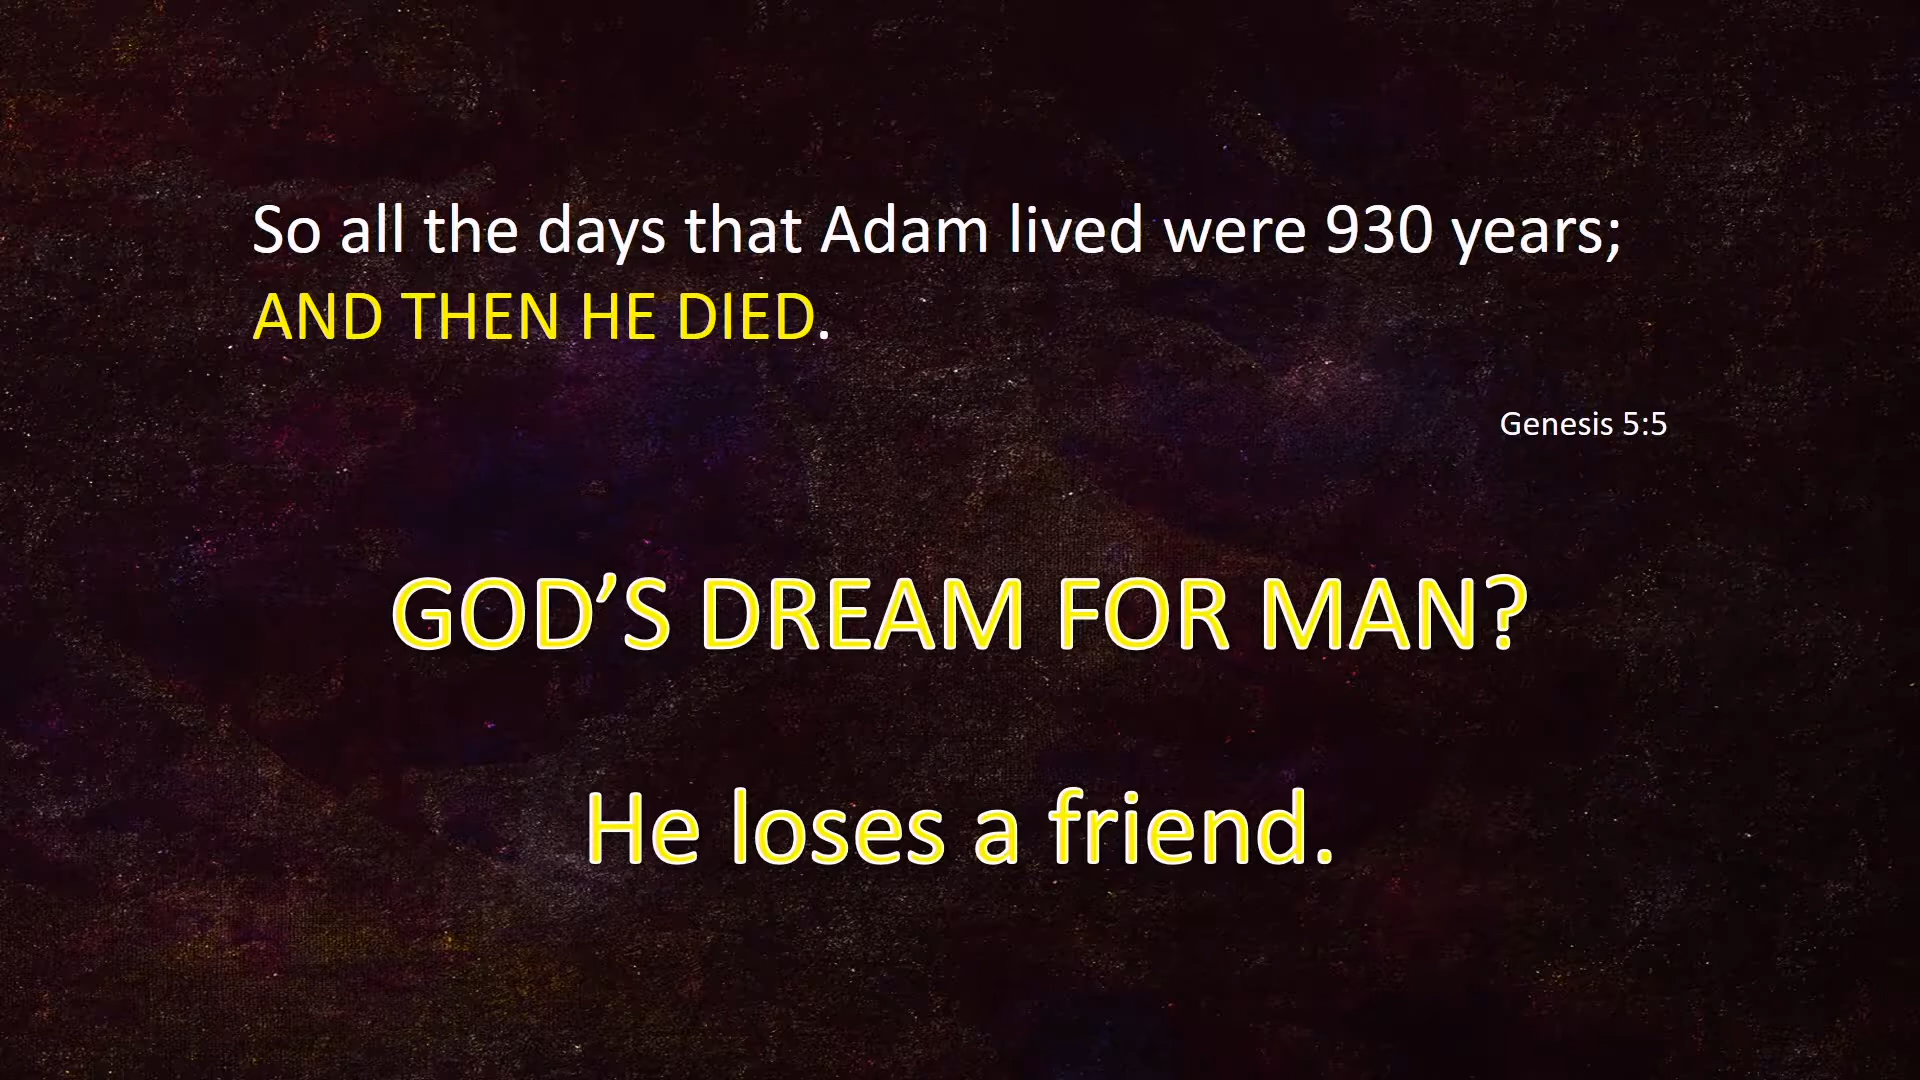 So all the days that Adam lived were 930 years;
AND THEN HE DIED.
Genesis 5:5
GOD’S DREAM FOR MAN?
He loses a friend.